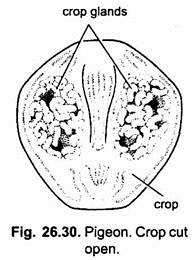 crop glands
crop
Fig. 26.30. Pigeon. Crop cut
open.